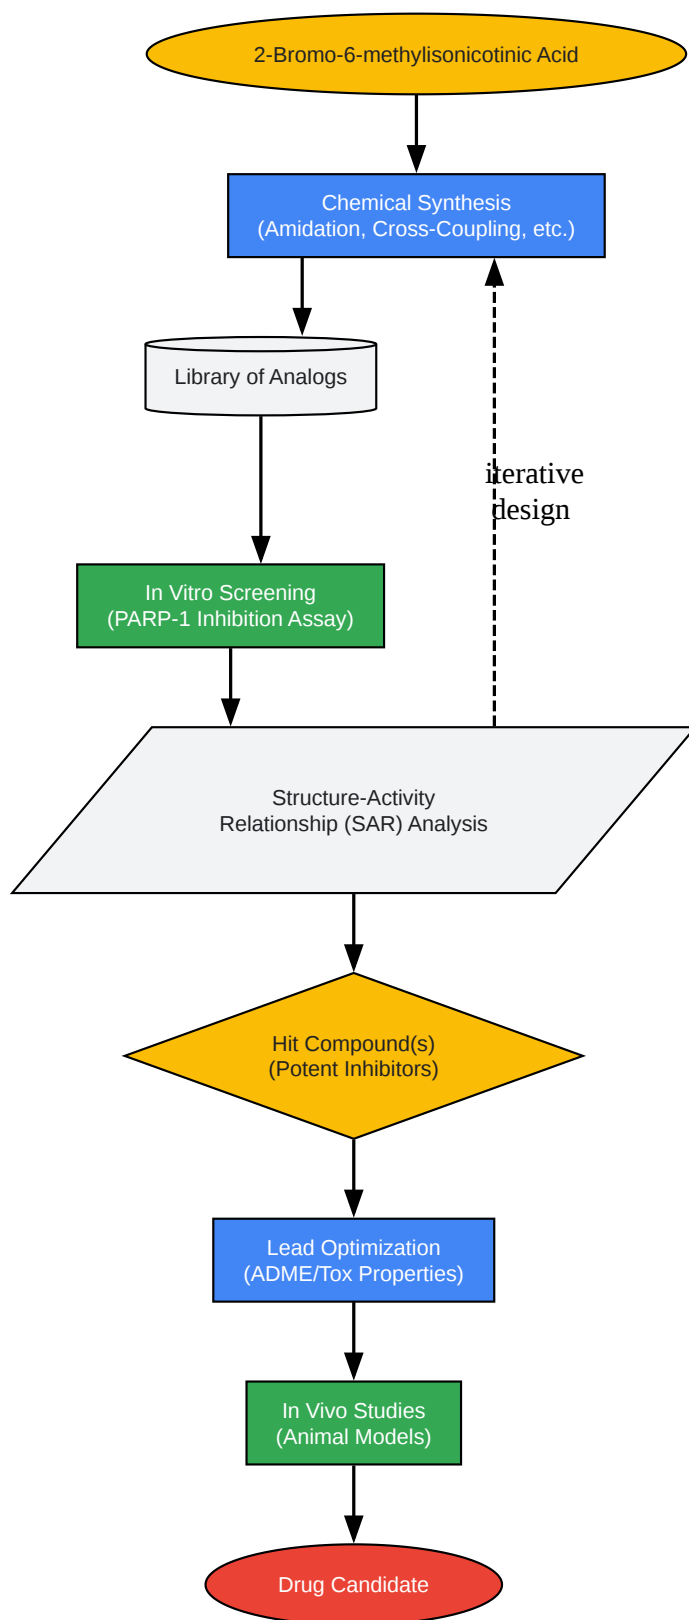 2-Bromo-6-methylisonicotinic Acid
Chemical Synthesis
(Amidation, Cross-Coupling, etc.)
Library of Analogs
iterative
design
In Vitro Screening
(PARP-1 Inhibition Assay)
Structure-Activity
Relationship (SAR) Analysis
Hit Compound(s)
(Potent Inhibitors)
Lead Optimization
(ADME/Tox Properties)
In Vivo Studies
(Animal Models)
Drug Candidate